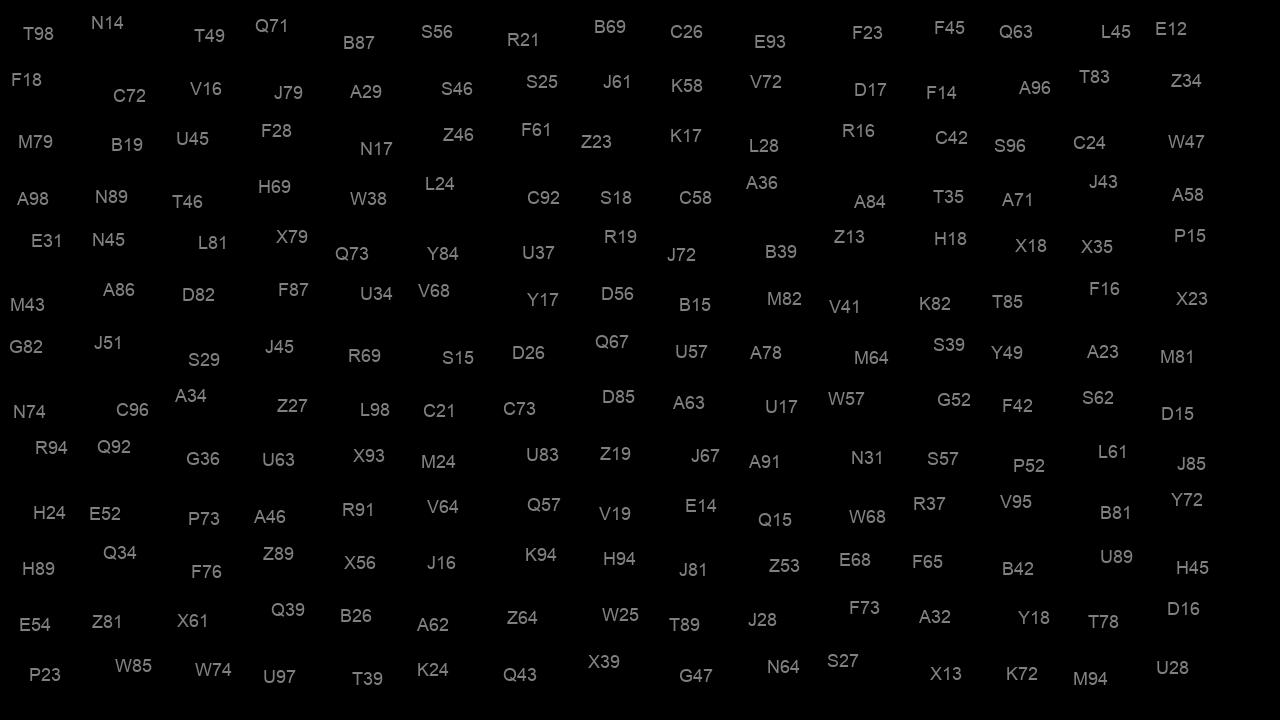 T98 N14 T49 Q71 B87 S56 R21 B69 C26 E93 F23 F45 Q63 L45 E12
F18 C72 V16 J79 A29 S46 S25 J61 K58 V72 D17 F14 A96 T83 Z34
M79 B19 U45 F28 N17 Z46 F61 Z23 K17 L28 R16 C42 S96 C24 W47
A98 N89 T46 H69 W38 L24 C92 S18 C58 A36 A84 T35 A71 J43 A58
E31 N45 L81 X79 Q73 Y84 U37 R19 J72 B39 Z13 H18 X18 X35 P15
M43 A86 D82 F87 U34 V68 Y17 D56 B15 M82 V41 K82 T85 F16 X23
G82 J51 S29 J45 R69 S15 D26 Q67 U57 A78 M64 S39 Y49 A23 M81
N74 C96 A34 Z27 L98 C21 C73 D85 A63 U17 W57 G52 F42 S62 D15
R94 Q92 G36 U63 X93 M24 U83 Z19 J67 A91 N31 S57 P52 L61 J85
H24 E52 P73 A46 R91 V64 Q57 V19 E14 Q15 W68 R37 V95 B81 Y72
H89 Q34 F76 Z89 X56 J16 K94 H94 J81 Z53 E68 F65 B42 U89 H45
E54 Z81 X61 Q39 B26 A62 Z64 W25 T89 J28 F73 A32 Y18 T78 D16
P23 W85 W74 U97 T39 K24 Q43 X39 G47 N64 S27 X13 K72 M94 U28